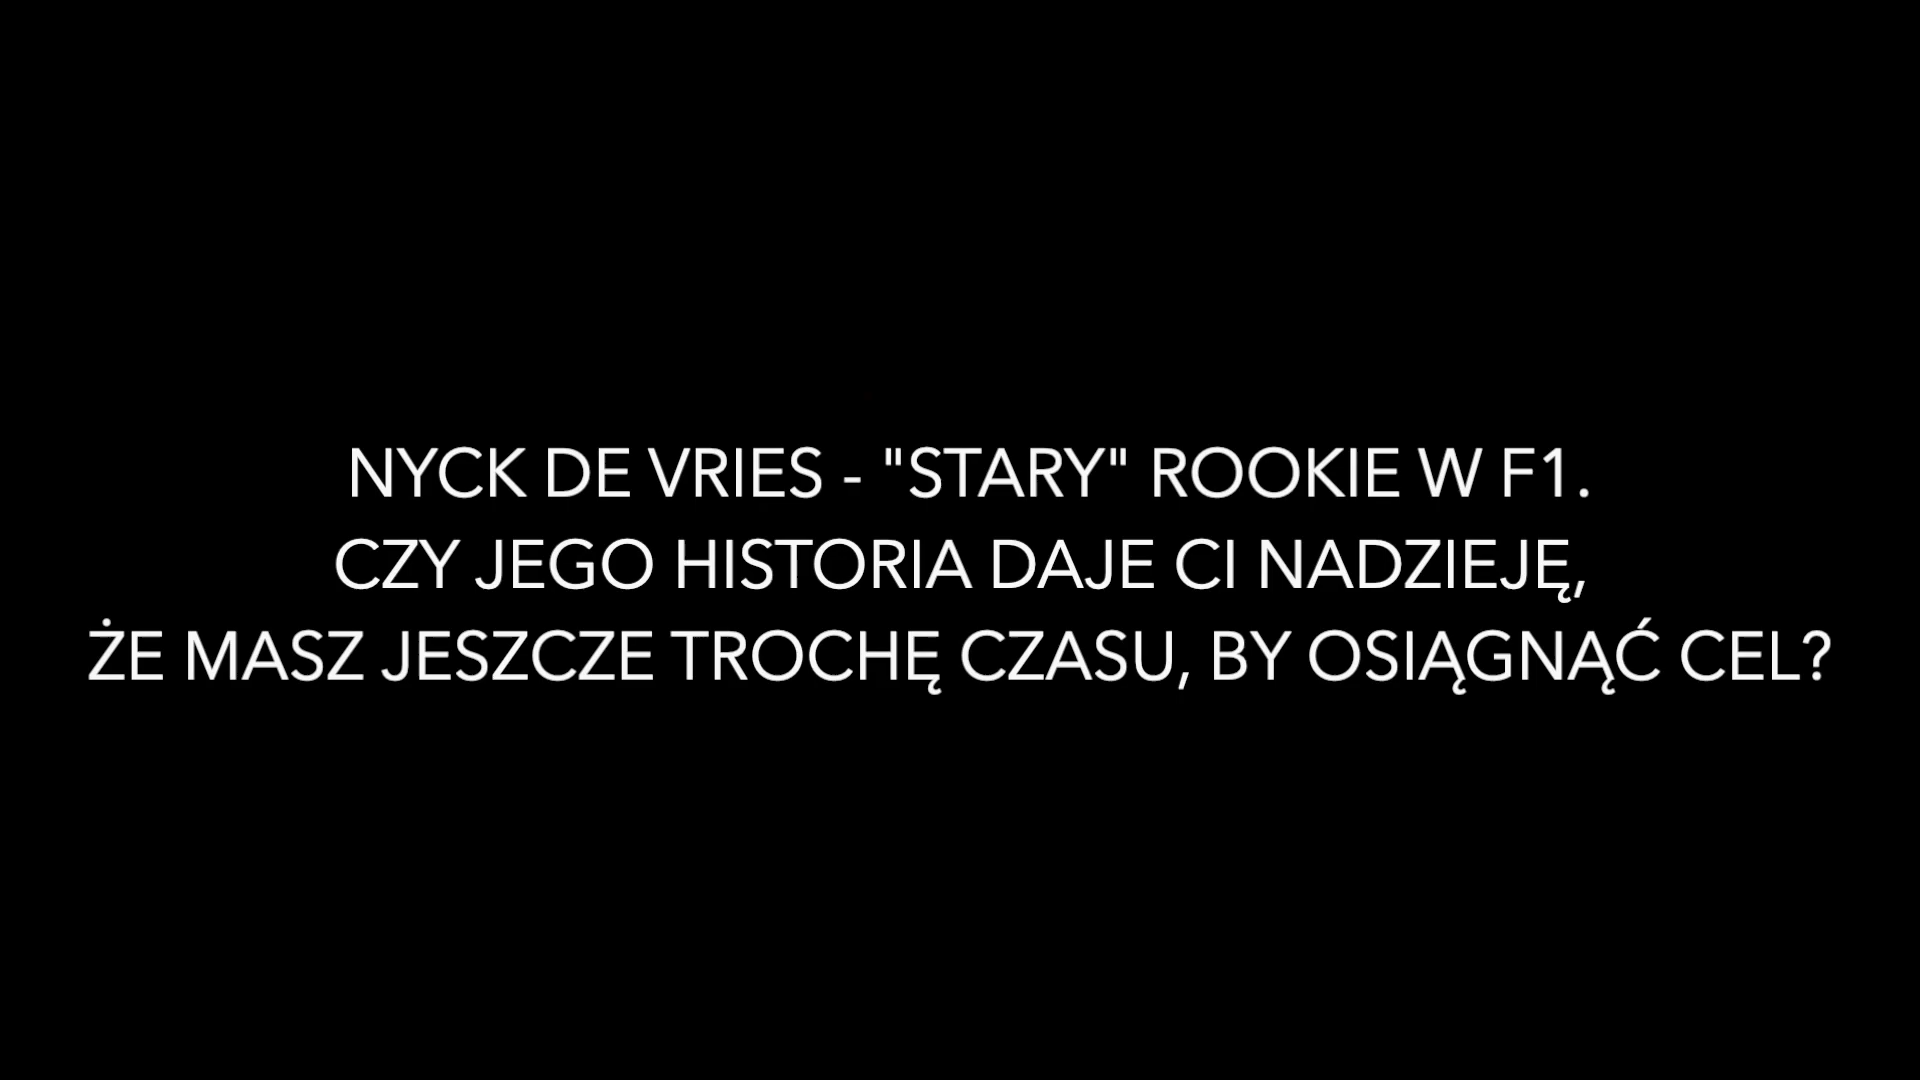 NYCK DE VRIES - "STARY" ROOKIE W F1.
CZY JEGO HISTORIA DAJE CI NADZIEJĘ,
ŻE MASZ JESZCZE TROCHĘ CZASU, BY OSIĄGNĄĆ CEL?